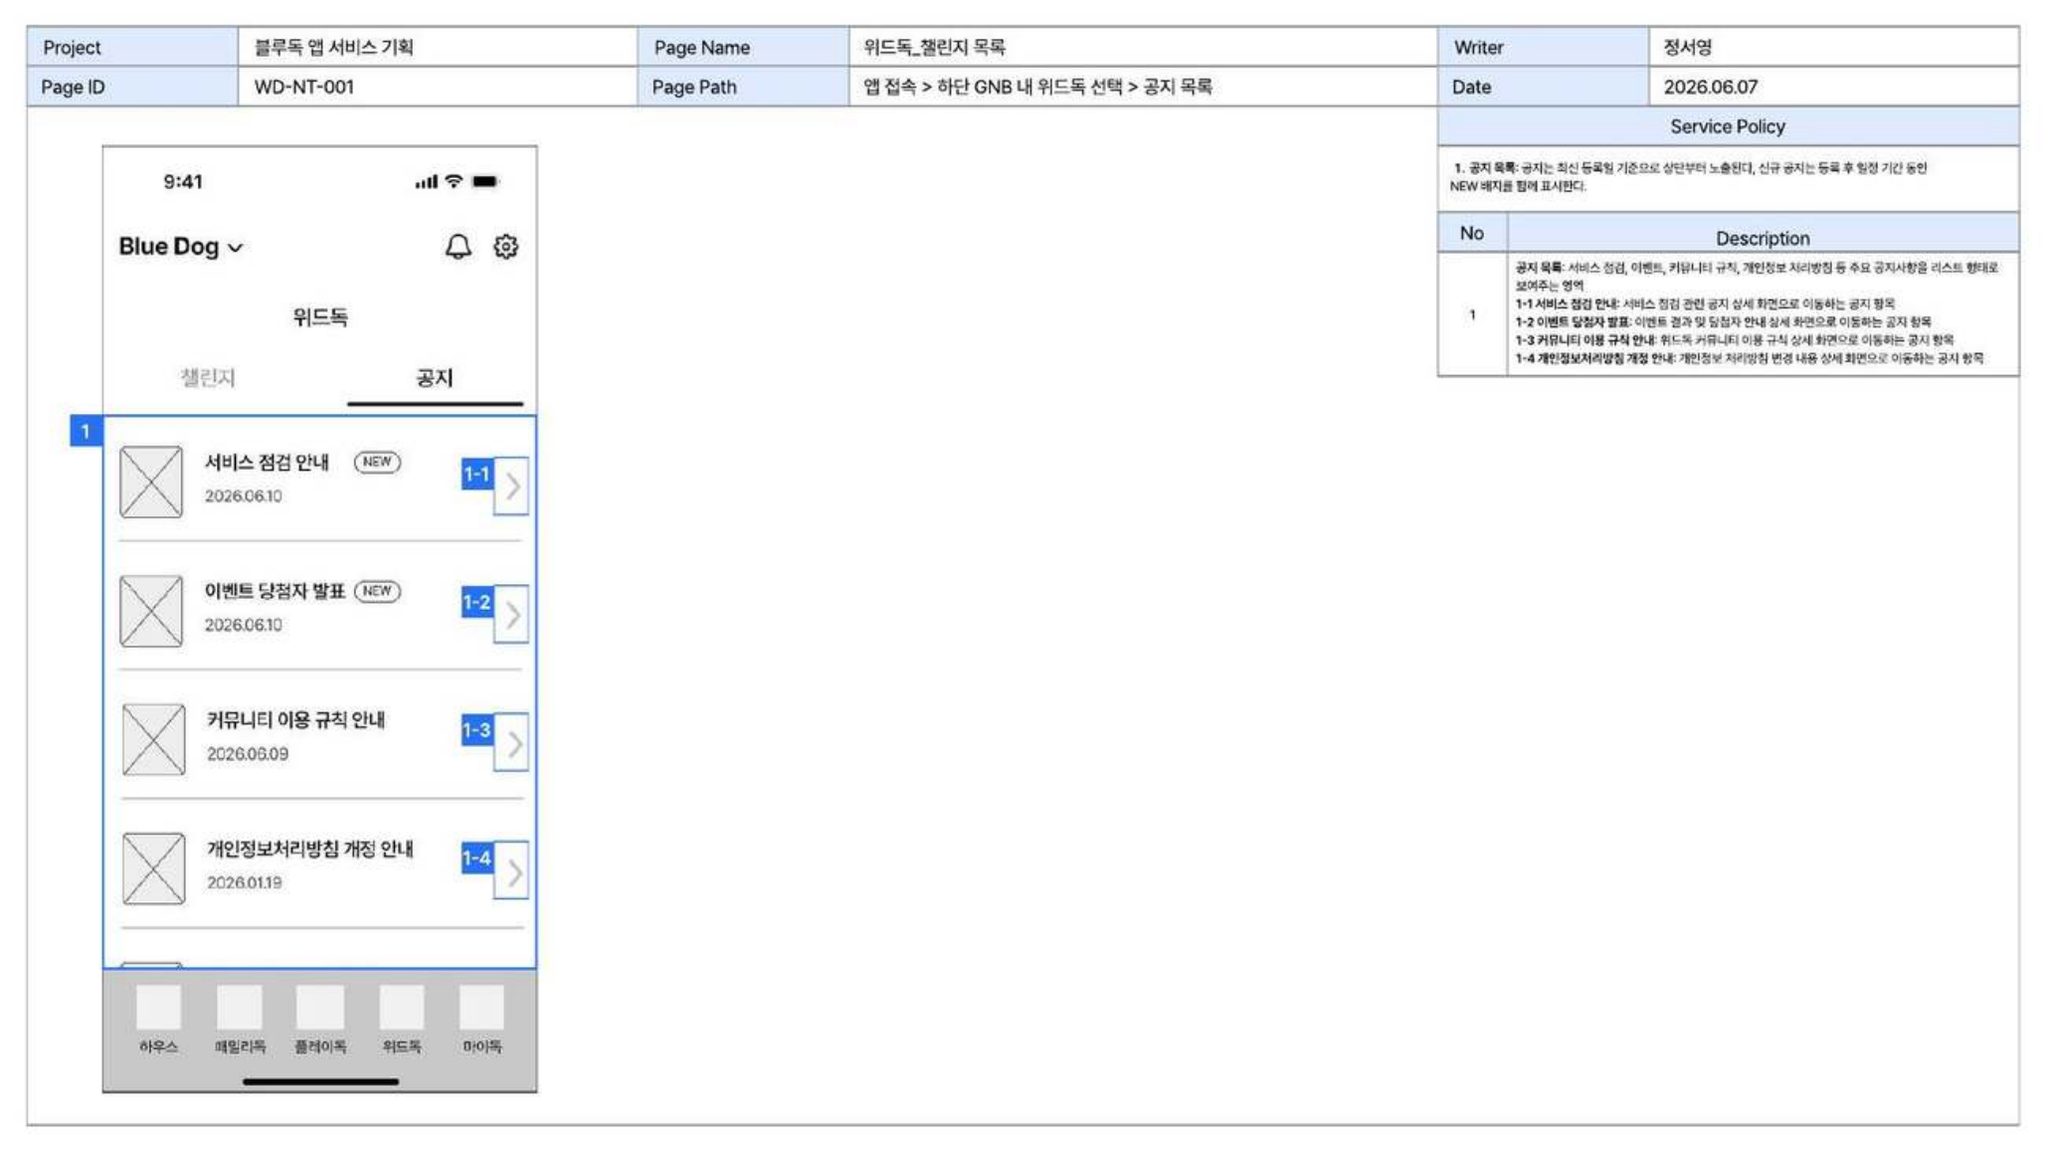 Project 블루독 앱 서비스 기획 Page Name 위드독_챌린지 목록 Writer 정서영
Page ID WD-NT-001 Page Path 앱 접속 > 하단 GNB 내 위드독 선택 > 공지 목록 Date 2026.06.07
Service Policy
1. 공지 목록: 공지는 최신 등록일 기준으로 상단부터 노출된다, 신규 공지는 등록 후 일정 기간 동안
NEW 배지를 함께 표시한다.
No Description
1
공지 목록: 서비스 점검, 이벤트, 커뮤니티 규칙, 개인정보 처리방침 등 주요 공지사항을 리스트 형태로
보여주는 영역
1-1 서비스 점검 안내: 서비스 점검 관련 공지 상세 화면으로 이동하는 공지 항목
1-2 이벤트 당첨자 발표: 이벤트 결과 및 당첨자 안내 상세 화면으로 이동하는 공지 항목
1-3 커뮤니티 이용 규칙 안내: 위드독 커뮤니티 이용 규칙 상세 화면으로 이동하는 공지 항목
1-4 개인정보처리방침 개정 안내: 개인정보 처리방침 변경 내용 상세 화면으로 이동하는 공지 항목
9:41
Blue Dog
위드독
챌린지 공지
1
서비스 점검 안내 NEW
1-1
2026.06.10
이벤트 당첨자 발표 NEW
1-2
2026.06.10
커뮤니티 이용 규칙 안내
1-3
2026.06.09
개인정보처리방침 개정 안내
1-4
2026.01.19
하우스 패밀리독 플레이독 위드독 마이독